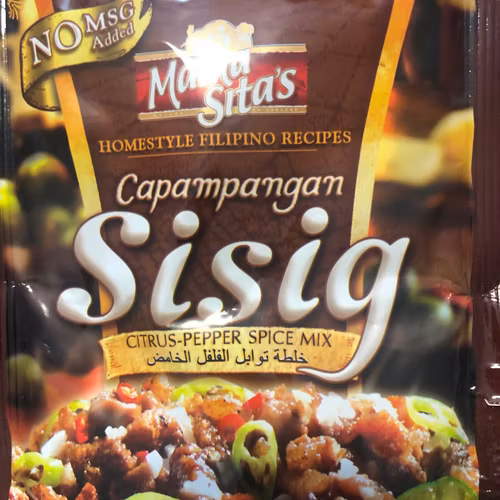 NO MSG
Added
Mama
Sita's
HOMESTYLE FILIPINO RECIPES
Capampangan
Sisig
CITRUS-PEPPER SPICE MIX
خلطة توابل الفلفل الحامض